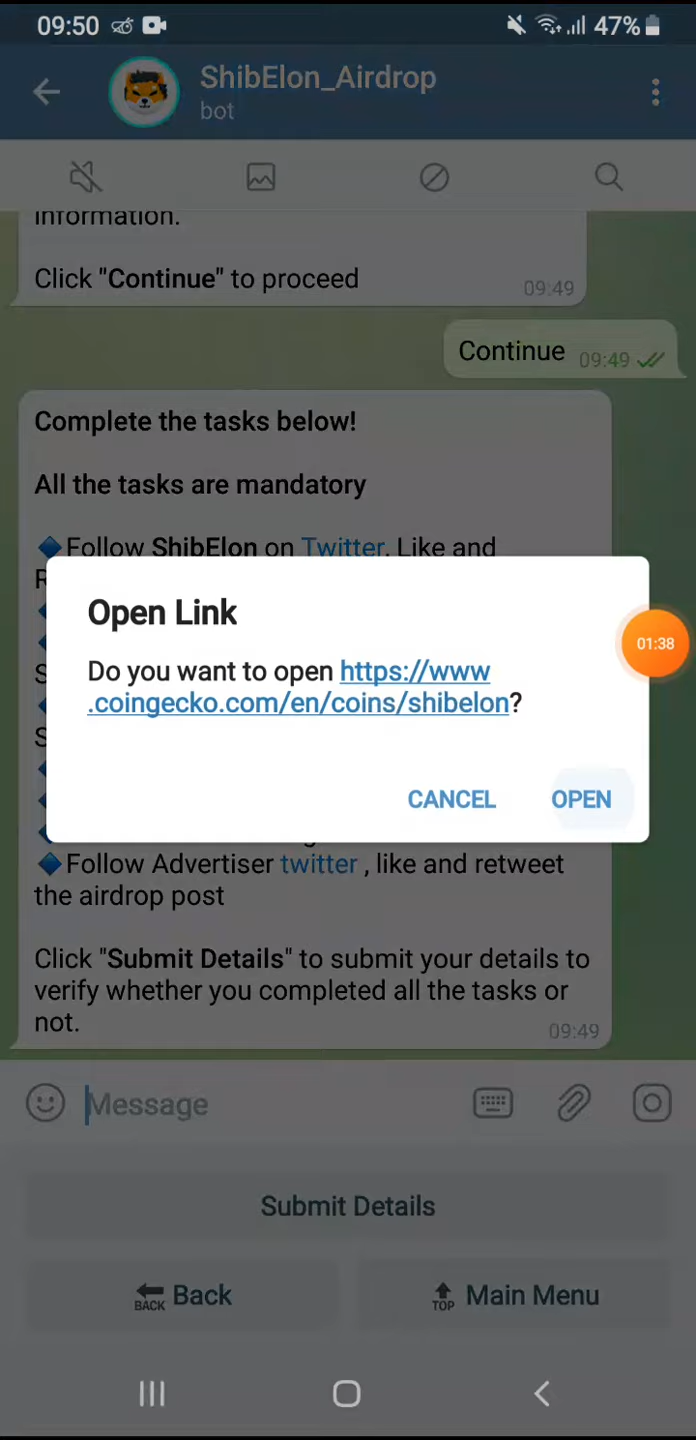 09:50
47%
ShibElon_Airdrop
bot
information.
Click "Continue" to proceed
09:49
Continue 09:49
Complete the tasks below!
All the tasks are mandatory
Follow ShibElon on Twitter. Like and
R
S
S
Open Link
Do you want to open https://www
.coingecko.com/en/coins/shibelon?
01:38
CANCEL OPEN
Follow Advertiser twitter , like and retweet
the airdrop post
Click "Submit Details" to submit your details to
verify whether you completed all the tasks or
not.
09:49
Message
Submit Details
BACK Back
TOP Main Menu